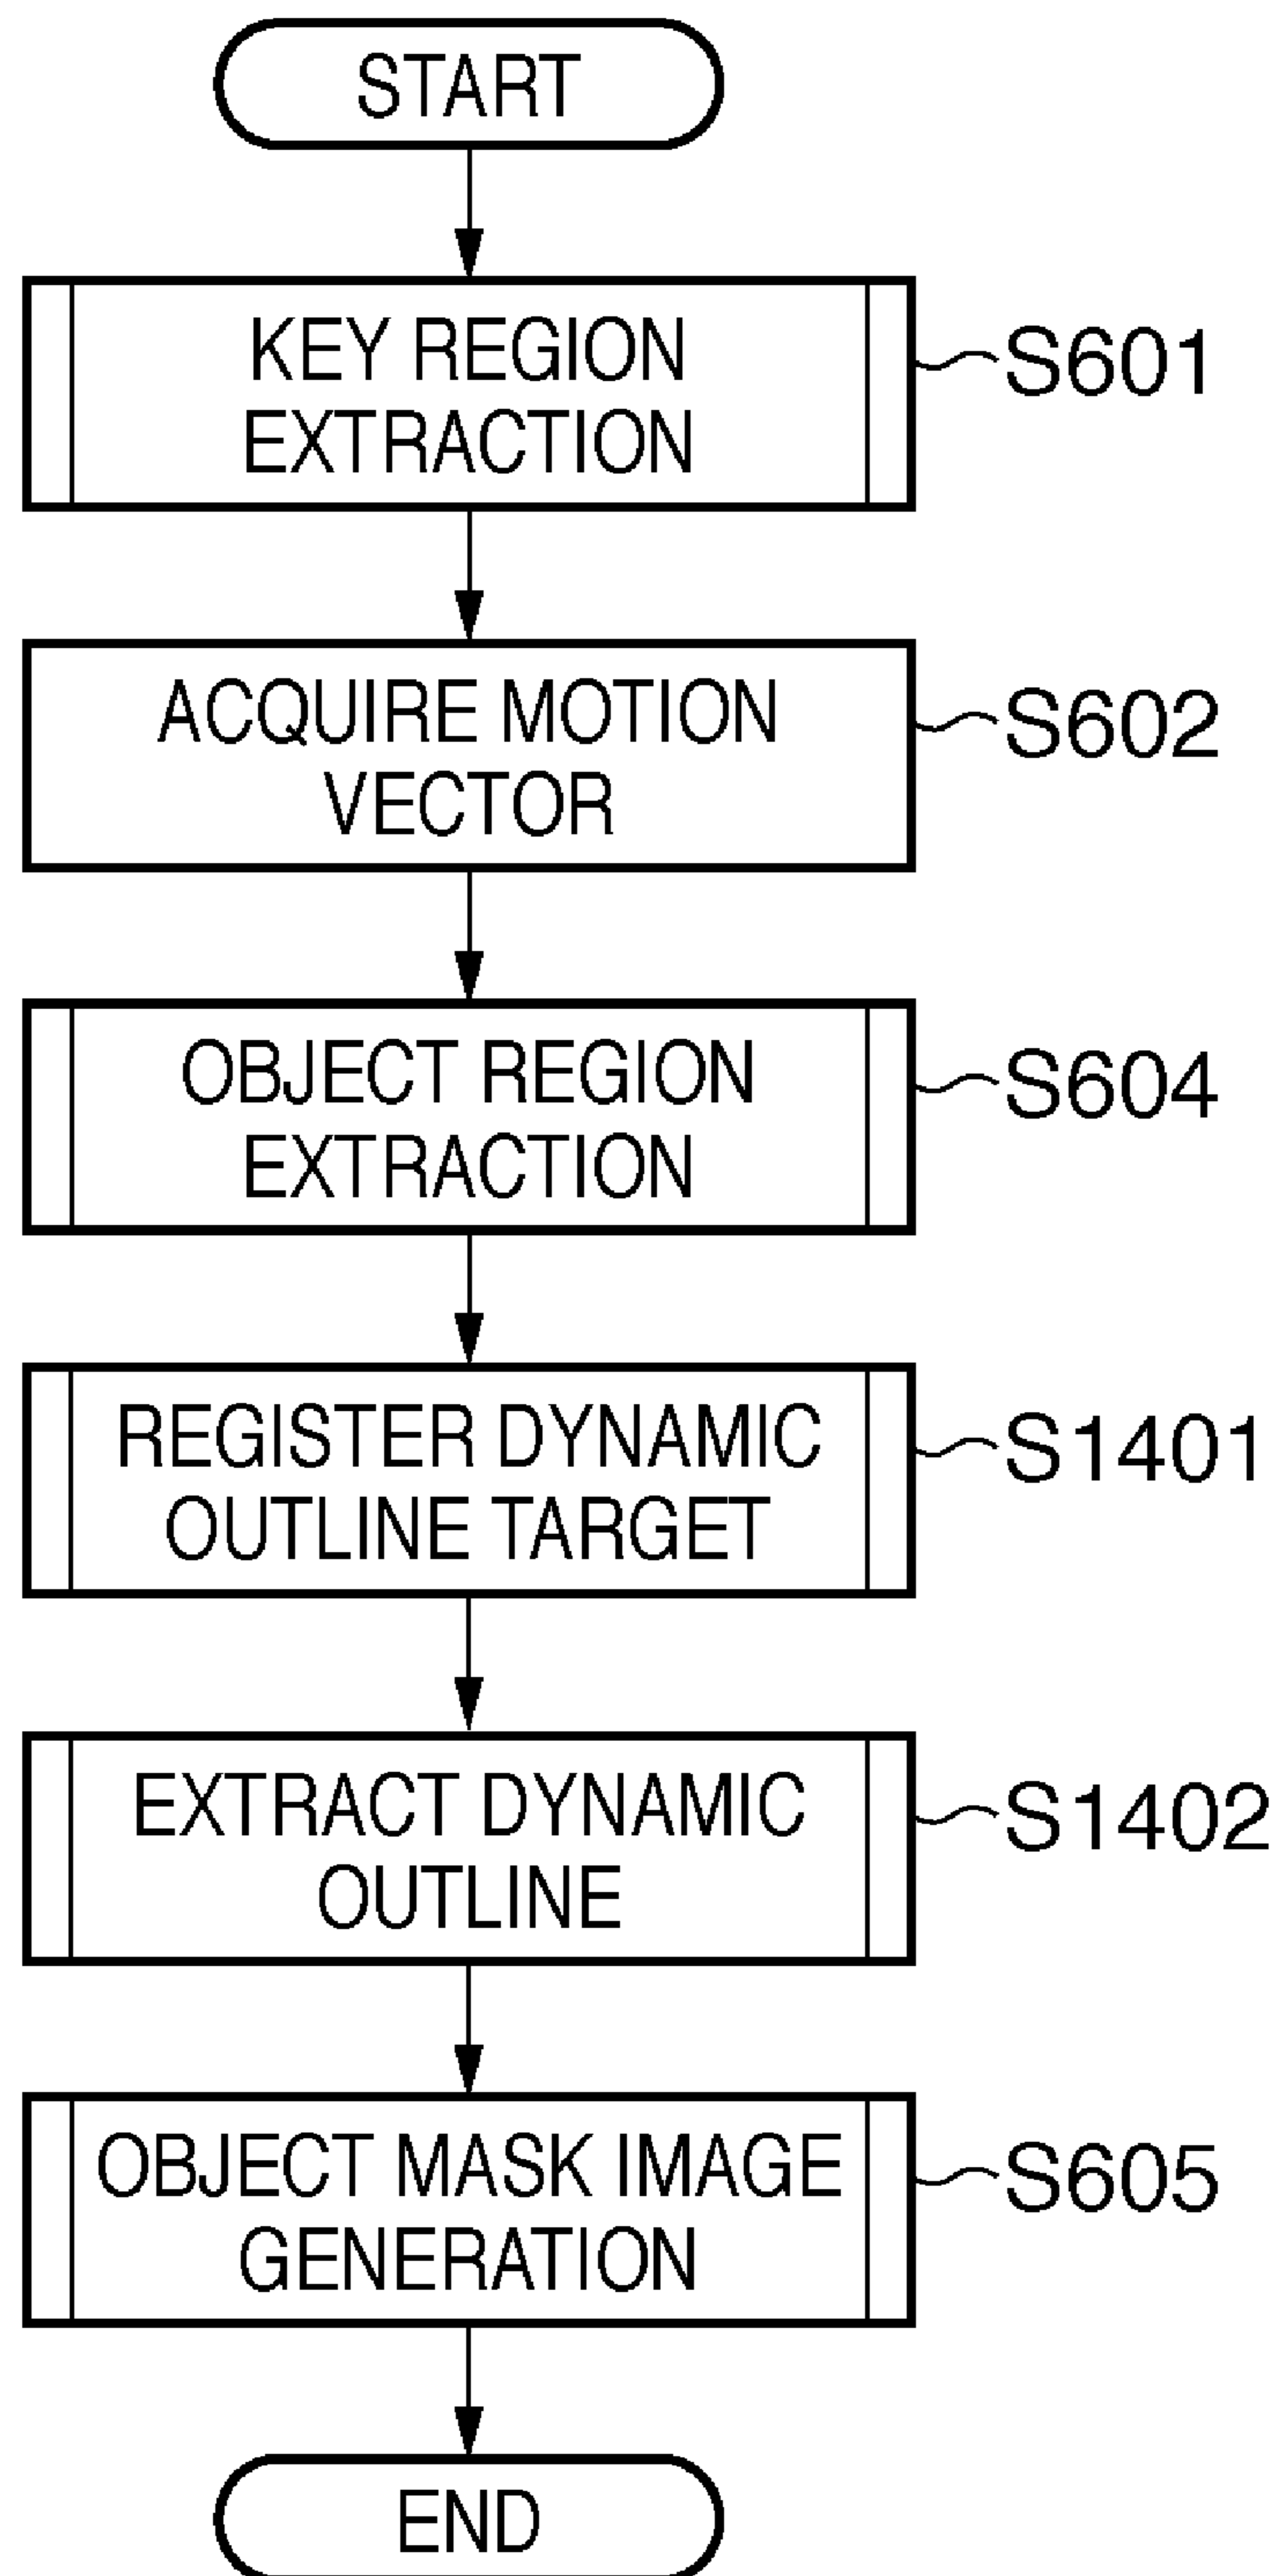 START
KEY REGION
EXTRACTION
S601
ACQUIRE MOTION
VECTOR
S602
OBJECT REGION
EXTRACTION
S604
REGISTER DYNAMIC
OUTLINE TARGET
S1401
EXTRACT DYNAMIC
OUTLINE
S1402
OBJECT MASK IMAGE
GENERATION
S605
END